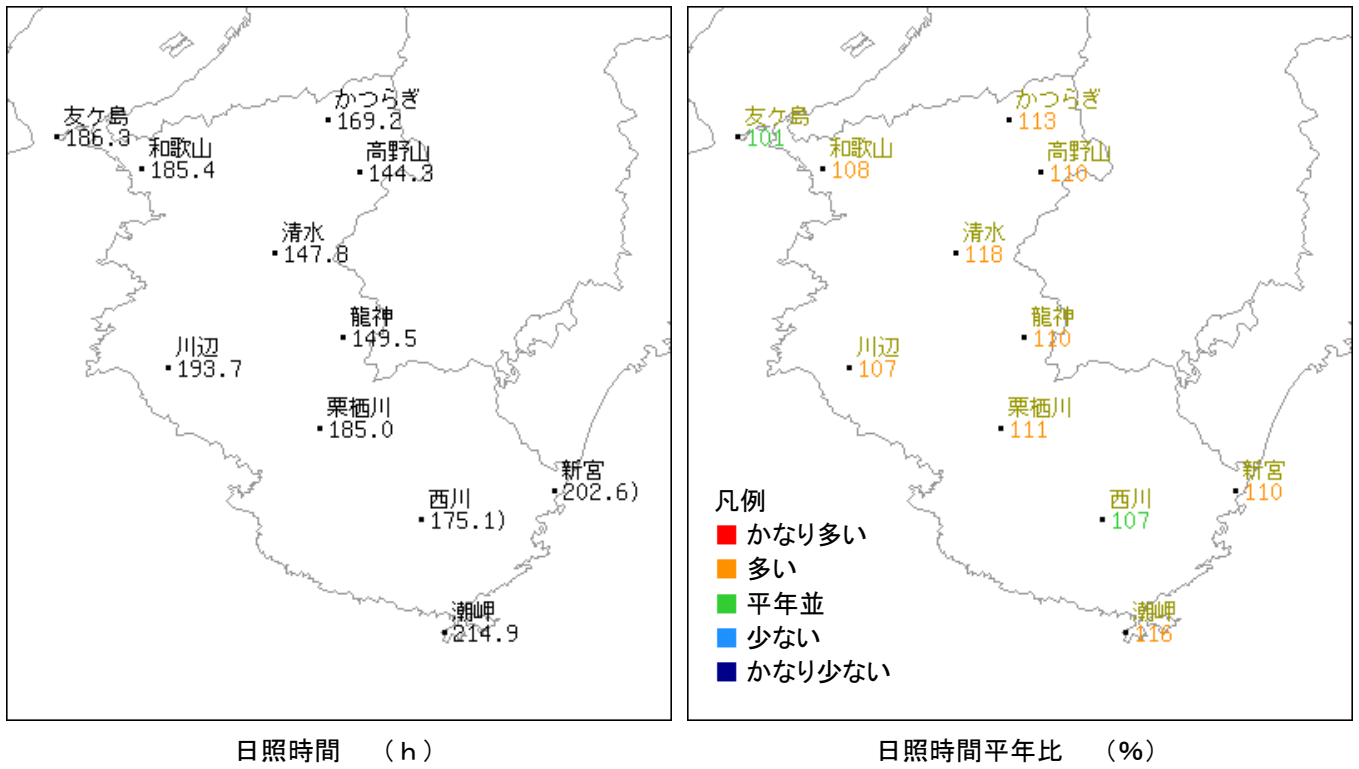 かつらぎ
169.2
友ケ島
186.3
和歌山
185.4
高野山
144.3
清水
147.8
龍神
149.5
川辺
193.7
栗栖川
185.0
新宮
202.6)
西川
175.1)
潮岬
214.9
日照時間 (h)
かつらぎ
113
友ケ島
101
和歌山
108
高野山
110
清水
118
龍神
川辺
107
栗栖川
111
新宮
110
西川
107
潮岬
116
凡例
かなり多い
多い
平年並
少ない
かなり少ない
日照時間平年比 (%)